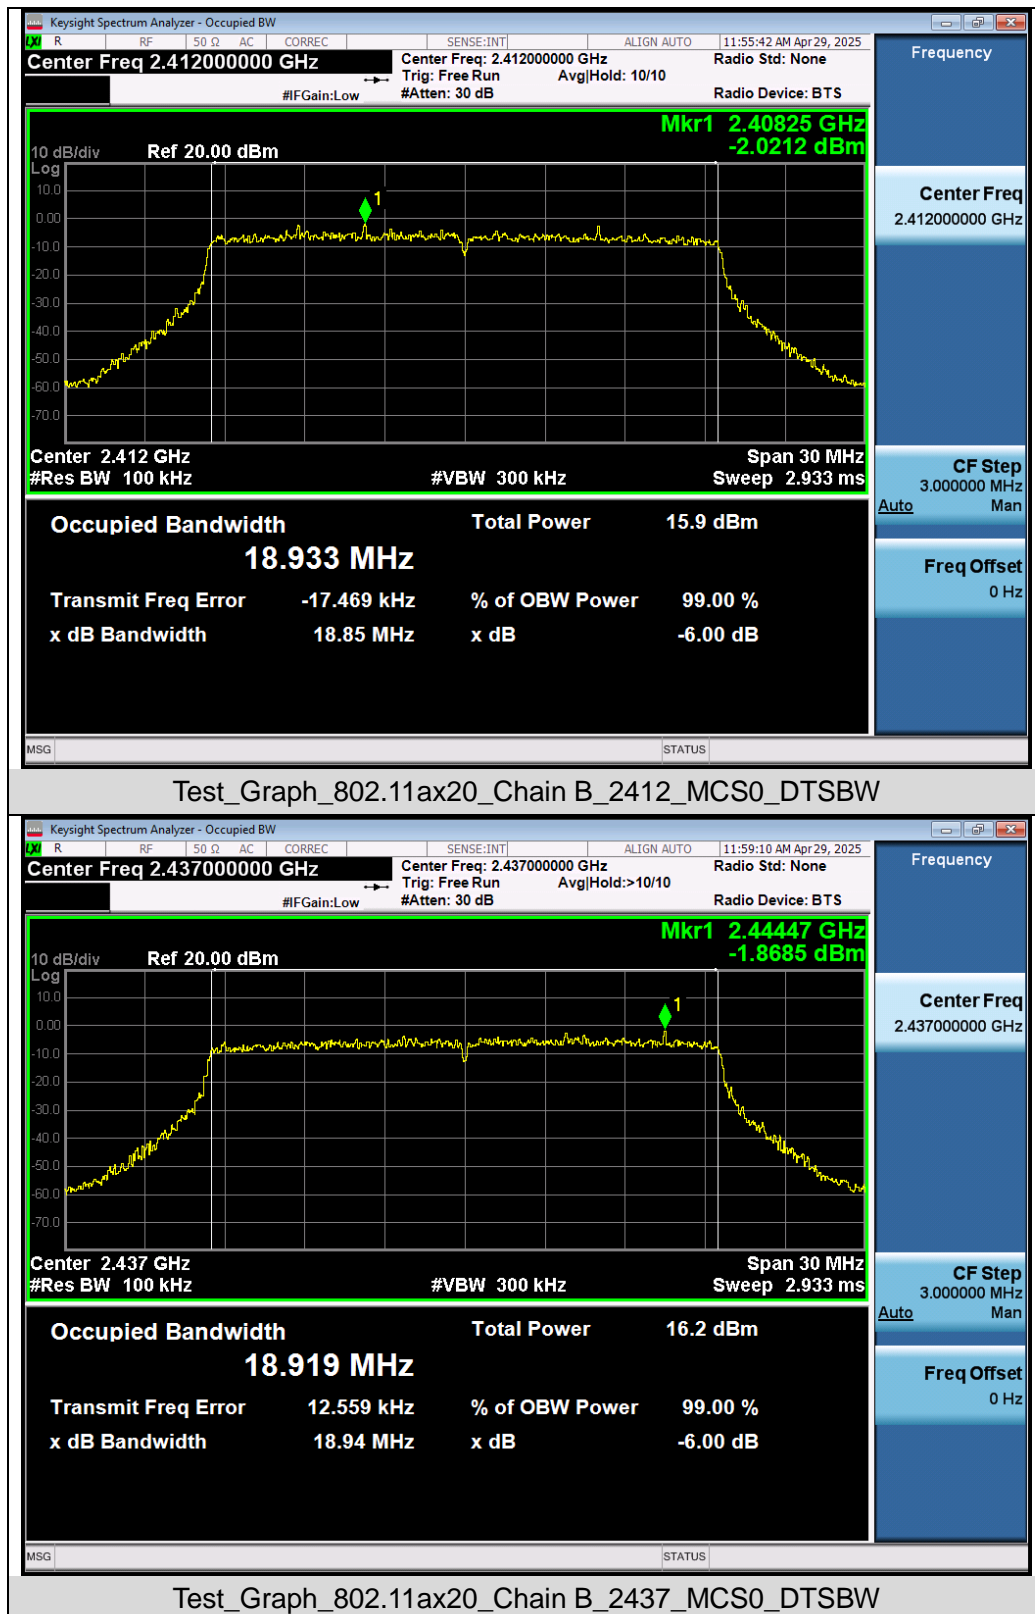 Keysight Spectrum Analyzer - Occupied BW
LXI R RF 50 Ω AC CORREC SENSE:INT ALIGN AUTO 11:55:42 AM Apr 29, 2025
Center Freq 2.412000000 GHz
Center Freq: 2.412000000 GHz Radio Std: None
Trig: Free Run Avg|Hold: 10/10
#IFGain:Low #Atten: 30 dB Radio Device: BTS
Frequency
Mkr1 2.40825 GHz
-2.0212 dBm
10 dB/div Ref 20.00 dBm
Log
10.0
0.00
-10.0
-20.0
-30.0
-40.0
-50.0
-60.0
-70.0
1
Center Freq
2.412000000 GHz
Center 2.412 GHz Span 30 MHz
#Res BW 100 kHz #VBW 300 kHz Sweep 2.933 ms
CF Step
3.000000 MHz
Auto Man
Freq Offset
0 Hz
Occupied Bandwidth Total Power 15.9 dBm
18.933 MHz
Transmit Freq Error -17.469 kHz % of OBW Power 99.00 %
x dB Bandwidth 18.85 MHz x dB -6.00 dB
MSG STATUS
Test_Graph_802.11ax20_Chain B_2412_MCS0_DTSBW
Keysight Spectrum Analyzer - Occupied BW
LXI R RF 50 Ω AC CORREC SENSE:INT ALIGN AUTO 11:59:10 AM Apr 29, 2025
Center Freq 2.437000000 GHz
Center Freq: 2.437000000 GHz Radio Std: None
Trig: Free Run Avg|Hold:>10/10
#IFGain:Low #Atten: 30 dB Radio Device: BTS
Frequency
Mkr1 2.44447 GHz
-1.8685 dBm
10 dB/div Ref 20.00 dBm
Log
10.0
0.00
-10.0
-20.0
-30.0
-40.0
-50.0
-60.0
-70.0
1
Center Freq
2.437000000 GHz
Center 2.437 GHz Span 30 MHz
#Res BW 100 kHz #VBW 300 kHz Sweep 2.933 ms
CF Step
3.000000 MHz
Auto Man
Freq Offset
0 Hz
Occupied Bandwidth Total Power 16.2 dBm
18.919 MHz
Transmit Freq Error 12.559 kHz % of OBW Power 99.00 %
x dB Bandwidth 18.94 MHz x dB -6.00 dB
MSG STATUS
Test_Graph_802.11ax20_Chain B_2437_MCS0_DTSBW